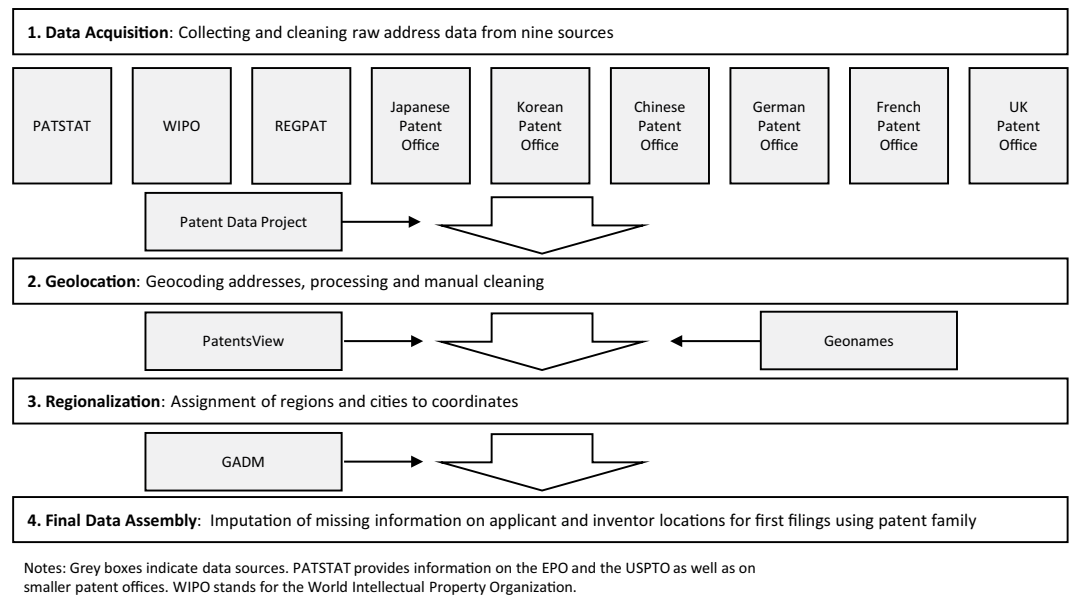 1. Data Acquisition: Collecting and cleaning raw address data from nine sources
PATSTAT
WIPO
REGPAT
Japanese
Patent
Office
Korean
Patent
Office
Chinese
Patent
Office
German
Patent
Office
French
Patent
Office
UK
Patent
Office
Patent Data Project
2. Geolocation: Geocoding addresses, processing and manual cleaning
PatentsView
Geonames
3. Regionalization: Assignment of regions and cities to coordinates
GADM
4. Final Data Assembly: Imputation of missing information on applicant and inventor locations for first filings using patent family
Notes: Grey boxes indicate data sources. PATSTAT provides information on the EPO and the USPTO as well as on
smaller patent offices. WIPO stands for the World Intellectual Property Organization.